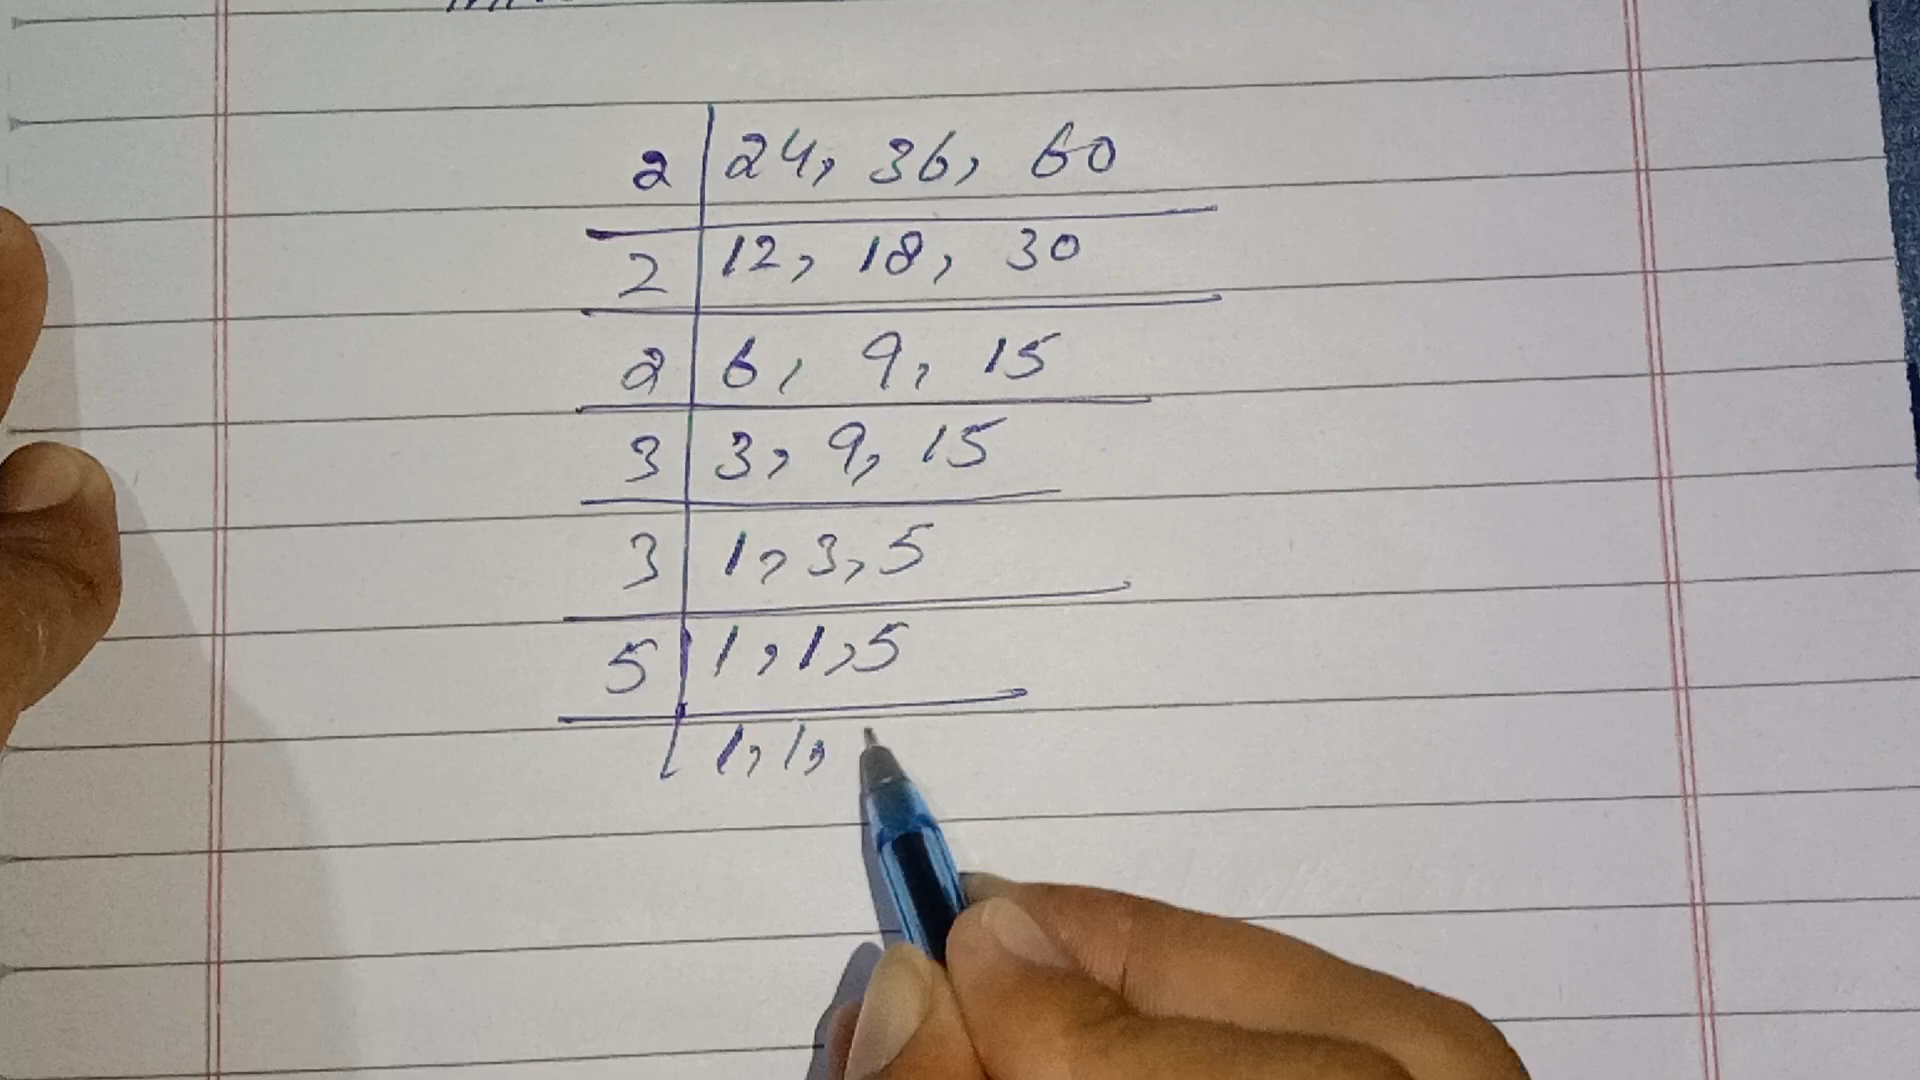 2 | 24, 36, 60
2 | 12, 18, 30
2 | 6, 9, 15
3 | 3, 9, 15
3 | 1, 3, 5
5 | 1, 1, 5
| 1, 1,